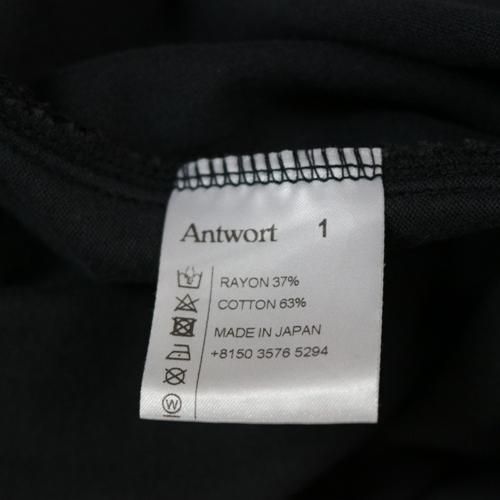 Antwort 1
RAYON 37%
COTTON 63%
MADE IN JAPAN
+8150 3576 5294
W